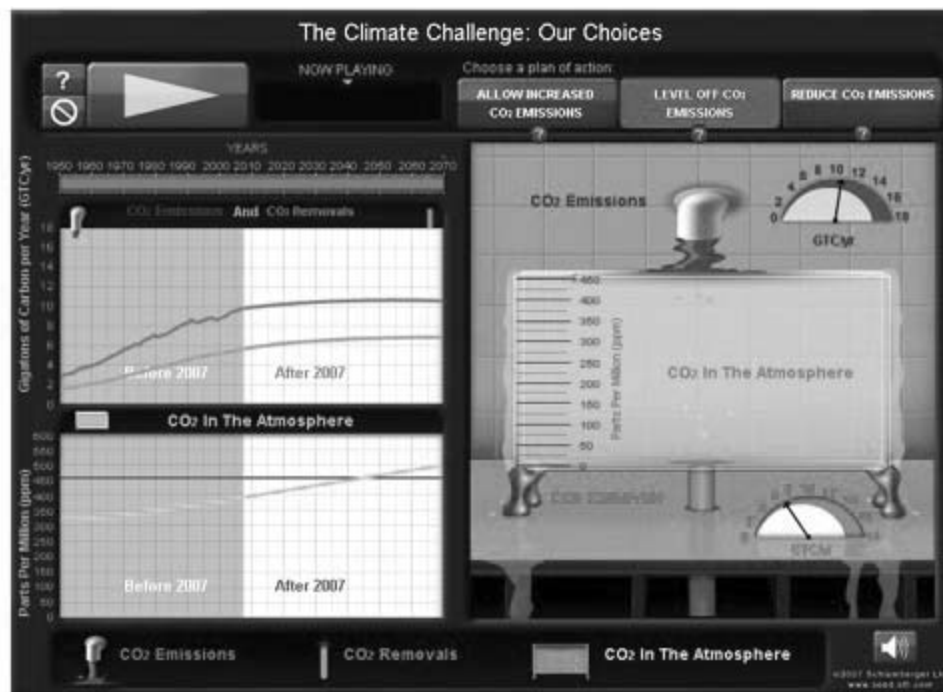 The Climate Challenge: Our Choices
?
NOW PLAYING
Choose a plan of action:
ALLOW INCREASED
CO2 EMISSIONS
LEVEL OFF CO2
EMISSIONS
REDUCE CO2 EMISSIONS
? ? ?
YEARS
1950 1960 1970 1980 1990 2000 2010 2020 2030 2040 2050 2060 2070
CO2 Emissions And CO2 Removals
Gigatons of Carbon per Year (GTC/yr)
18
16
14
12
10
8
6
4
2
0
Before 2007
After 2007
CO2 In The Atmosphere
Parts Per Million (ppm)
600
550
500
450
400
350
300
250
200
150
100
50
0
Before 2007
After 2007
CO2 Emissions
0 2 4 6 8 10 12 14 16 18
GTC/yr
450
400
350
300
250
200
150
100
50
0
Parts Per Million (ppm)
CO2 In The Atmosphere
CO2 Removals
GTC/yr
CO2 Emissions
CO2 Removals
CO2 In The Atmosphere